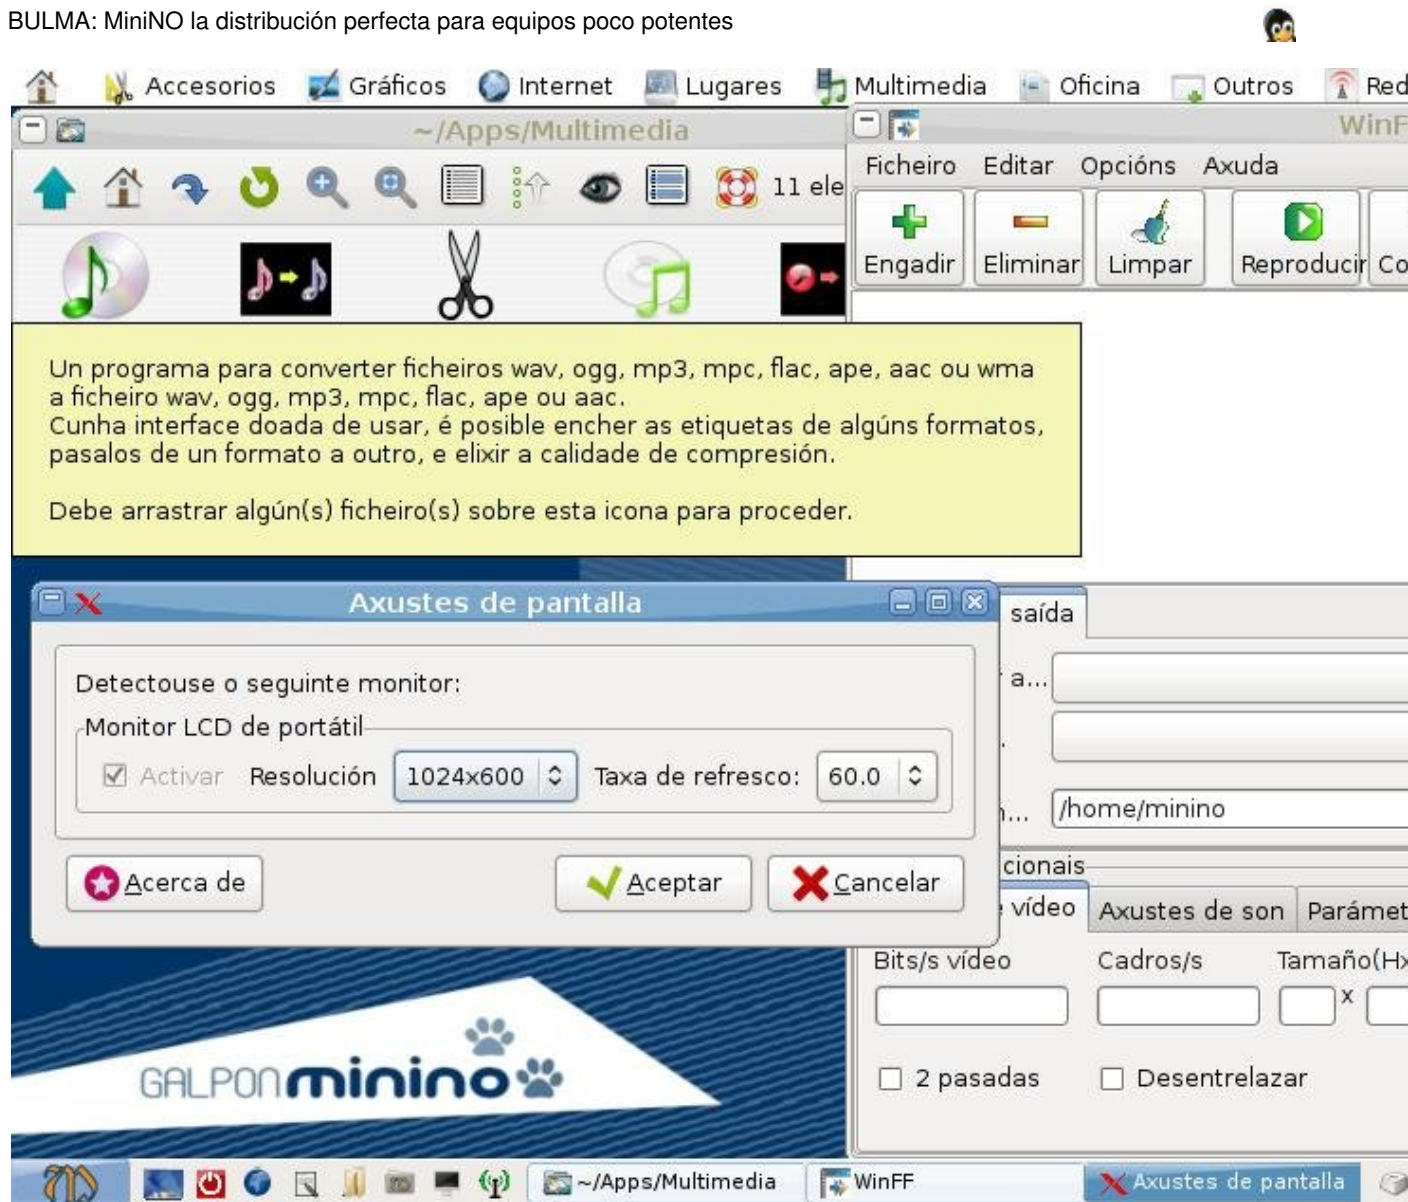 BULMA: MiniNO la distribución perfecta para equipos poco potentes
Accesorios Gráficos Internet Lugares Multimedia Oficina Outros Red
~/Apps/Multimedia
WinF
11 ele
Ficheiro Editar Opcións Axuda
Engadir Eliminar Limpar Reproducir Co
Un programa para converter ficheiros wav, ogg, mp3, mpc, flac, ape, aac ou wma
a ficheiro wav, ogg, mp3, mpc, flac, ape ou aac.
Cunha interface doada de usar, é posible encher as etiquetas de algúns formatos,
pasalos de un formato a outro, e elixir a calidade de compresión.
Debe arrastrar algún(s) ficheiro(s) sobre esta icona para proceder.
Axustes de pantalla
Detectouse o seguinte monitor:
Monitor LCD de portátil
Activar Resolución 1024x600 Taxa de refresco: 60.0
Acerca de Aceptar Cancelar
saída
a...
/home/minino
cionais
vídeo Axustes de son Parámet
Bits/s vídeo Cadros/s Tamaño(Hx
x
2 pasadas Desentrelazar
GALPON minino
~/Apps/Multimedia WinFF Axustes de pantalla